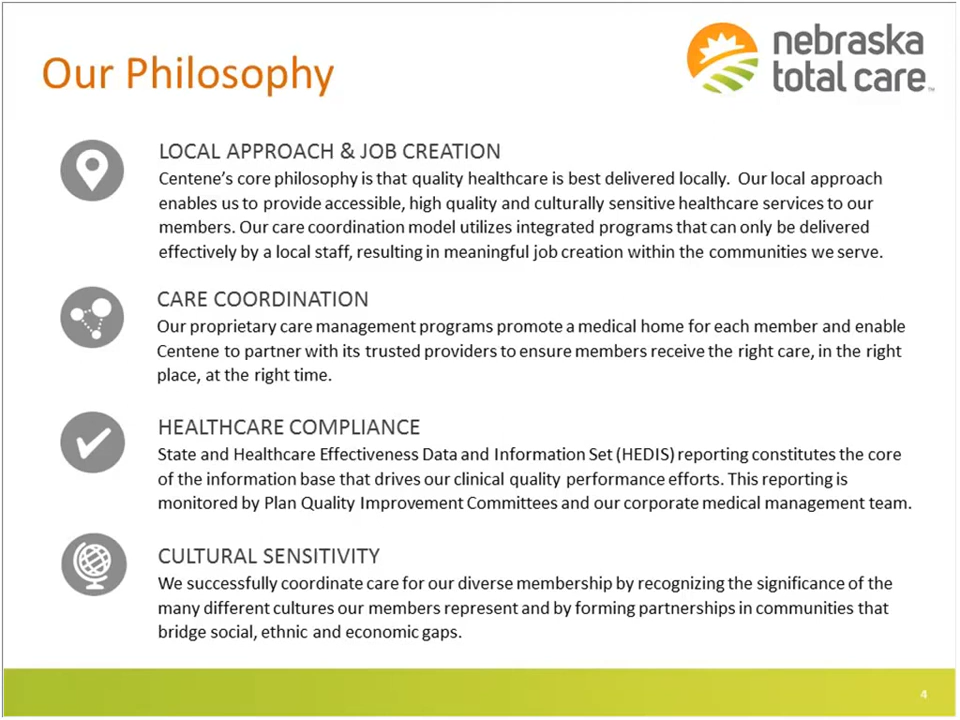 Our Philosophy
nebraska
total care™
LOCAL APPROACH & JOB CREATION
Centene's core philosophy is that quality healthcare is best delivered locally. Our local approach
enables us to provide accessible, high quality and culturally sensitive healthcare services to our
members. Our care coordination model utilizes integrated programs that can only be delivered
effectively by a local staff, resulting in meaningful job creation within the communities we serve.
CARE COORDINATION
Our proprietary care management programs promote a medical home for each member and enable
Centene to partner with its trusted providers to ensure members receive the right care, in the right
place, at the right time.
HEALTHCARE COMPLIANCE
State and Healthcare Effectiveness Data and Information Set (HEDIS) reporting constitutes the core
of the information base that drives our clinical quality performance efforts. This reporting is
monitored by Plan Quality Improvement Committees and our corporate medical management team.
CULTURAL SENSITIVITY
We successfully coordinate care for our diverse membership by recognizing the significance of the
many different cultures our members represent and by forming partnerships in communities that
bridge social, ethnic and economic gaps.
4